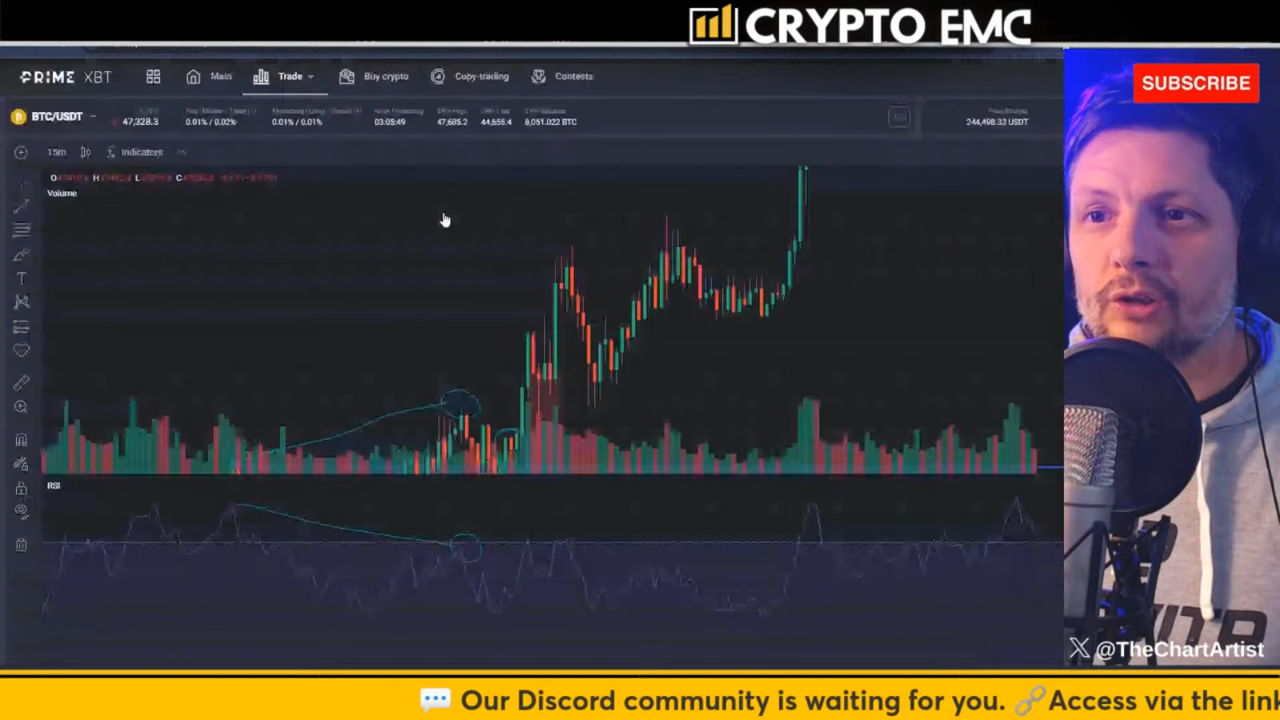 CRYPTO EMC
PRIME XBT
Main
Trade
Buy crypto
Copy-trading
Contests
SUBSCRIBE
BTC/USDT
47,328.3
0.01% / 0.02%
0.01% / 0.01%
03:05:49
47,695.2
44,655.4
8,051.022 BTC
244,498.33 USDT
15m
Indicators
Volume
RSI
@TheChartArtist
💬 Our Discord community is waiting for you. 🔗Access via the link